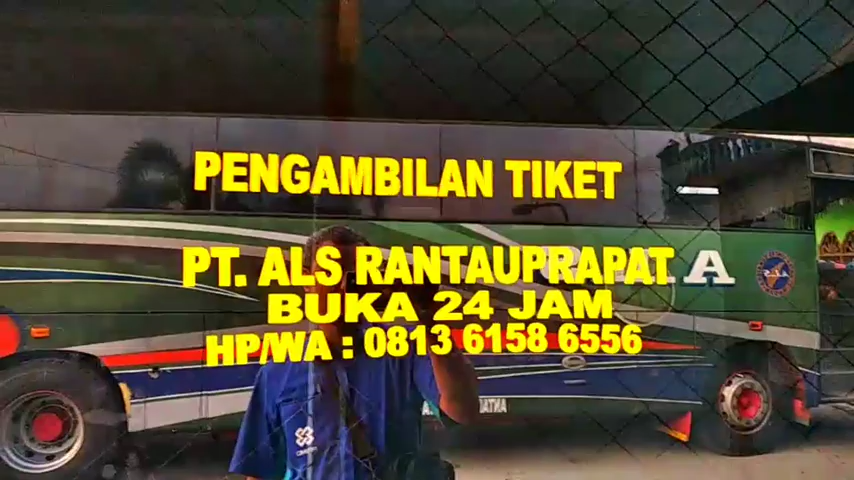 PENGAMBILAN TIKET
PT. ALS RANTAUPRAPAT
BUKA 24 JAM
HP/WA : 0813 6158 6556